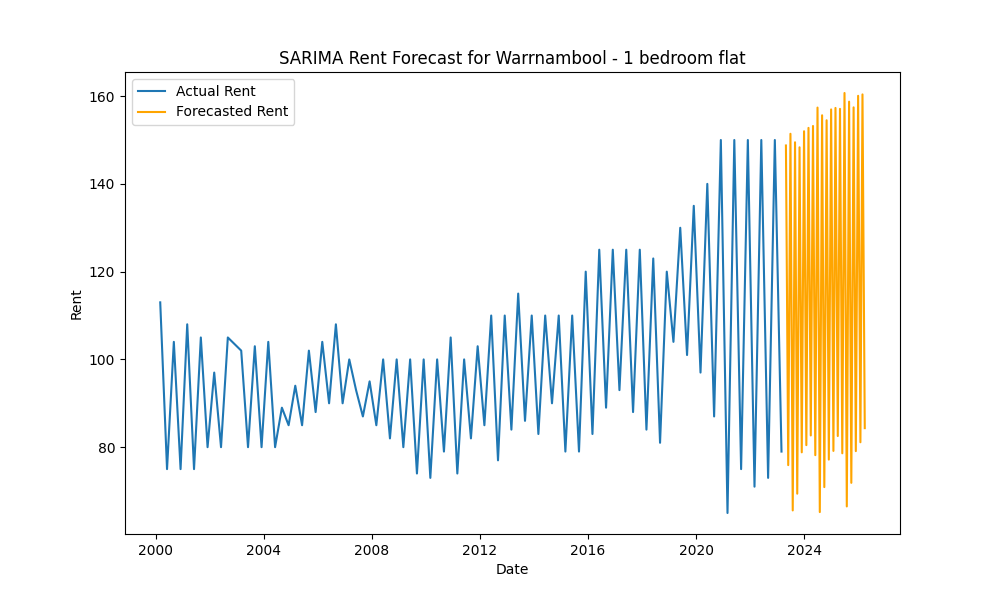 SARIMA Rent Forecast for Warrnambool - 1 bedroom flat
Actual Rent
Forecasted Rent
160
140
120
100
80
Rent
2000 2004 2008 2012 2016 2020 2024
Date